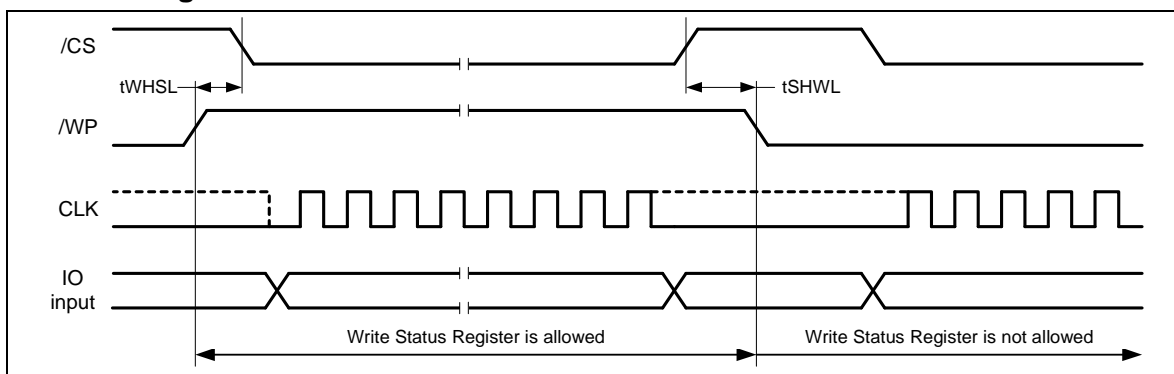 /CS
tWHSL
tSHWL
/WP
CLK
IO
input
Write Status Register is allowed
Write Status Register is not allowed